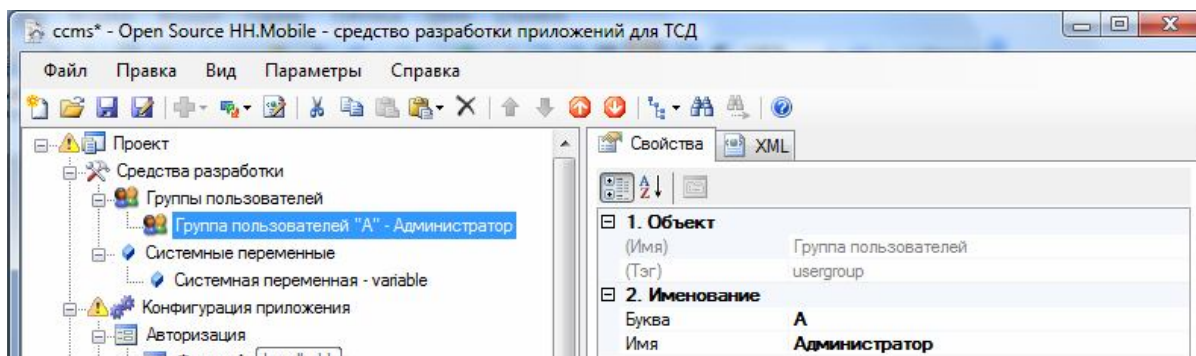 ccms* - Open Source HH.Mobile - средство разработки приложений для ТСД
Файл Правка Вид Параметры Справка
Проект
Средства разработки
Группы пользователей
Группа пользователей "А" - Администратор
Системные переменные
Системная переменная - variable
Конфигурация приложения
Авторизация
Свойства XML
1. Объект
(Имя) Группа пользователей
(Тэг) usergroup
2. Именование
Буква А
Имя Администратор